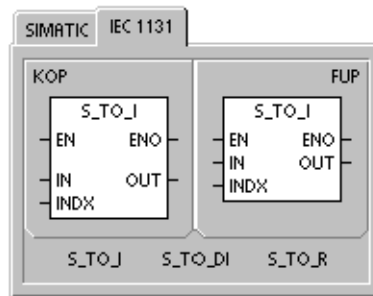 SIMATIC IEC 1131
KOP FUP
S_TO_I S_TO_I
EN ENO EN ENO
IN OUT IN OUT
INDX INDX
S_TO_I S_TO_DI S_TO_R